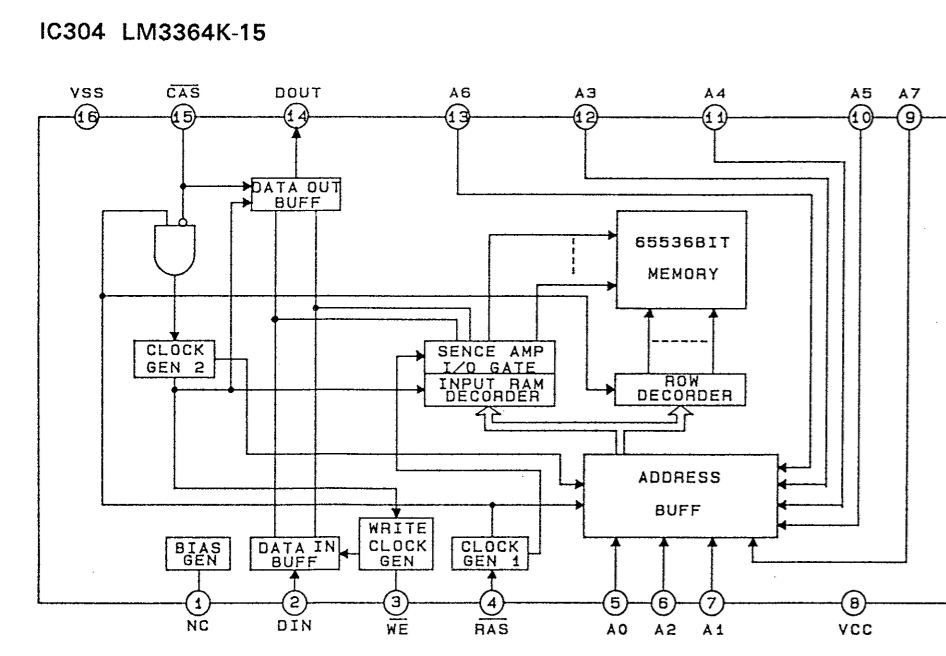 IC304 LM3364K-15
VSS CAS DOUT A6 A3 A4 A5 A7
16 15 14 13 12 11 10 9
DATA OUT
BUFF
65536BIT
MEMORY
CLOCK
GEN 2
SENCE AMP
I/O GATE
INPUT RAM
DECORDER
ROW
DECORDER
ADDRESS
BUFF
BIAS
GEN
DATA IN
BUFF
WRITE
CLOCK
GEN
CLOCK
GEN 1
1 2 3 4 5 6 7 8
NC DIN WE RAS A0 A2 A1 VCC